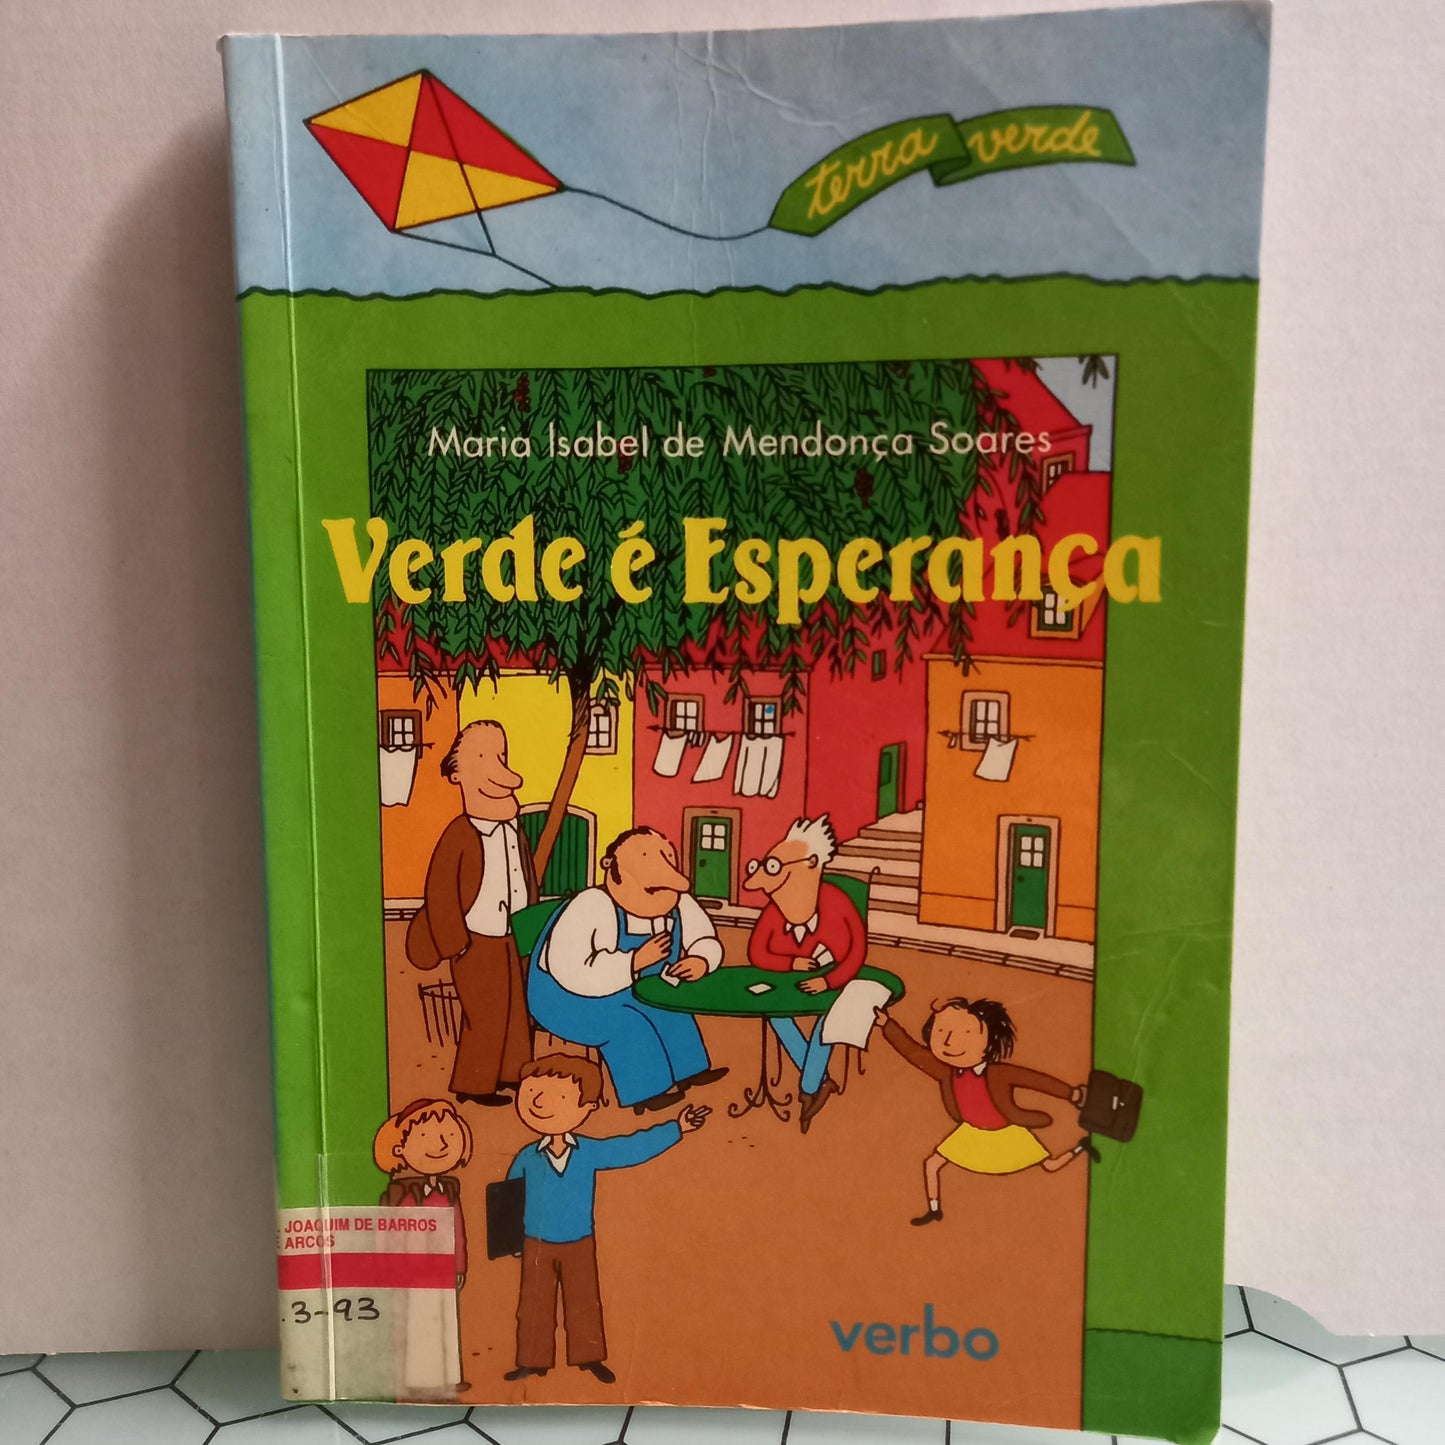 terra verde
Maria Isabel de Mendonça Soares
Verde é Esperança
JOAQUIM DE BARROS
ARCOS
3-93
verbo